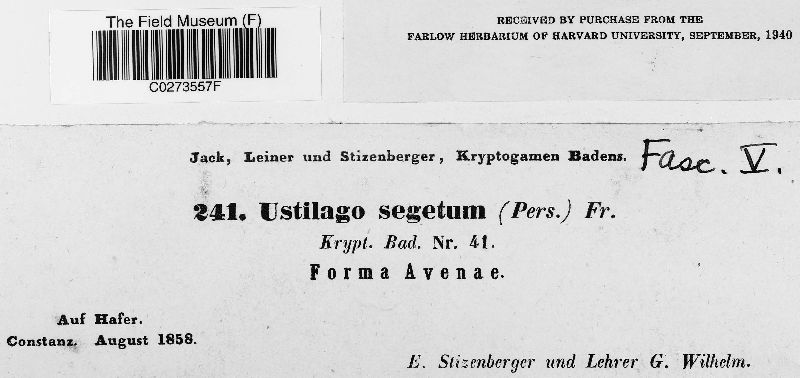 The Field Museum (F)
C0273557F
RECEIVED BY PURCHASE FROM THE
FARLOW HERBARIUM OF HARVARD UNIVERSITY, SEPTEMBER, 1940
Jack, Leiner und Stizenberger, Kryptogamen Badens. Fasc. V.
241. Ustilago segetum (Pers.) Fr.
Krypt. Bad. Nr. 41.
Forma Avenae.
Auf Hafer.
Constanz. August 1858.
E. Stizenberger und Lehrer G. Wilhelm.